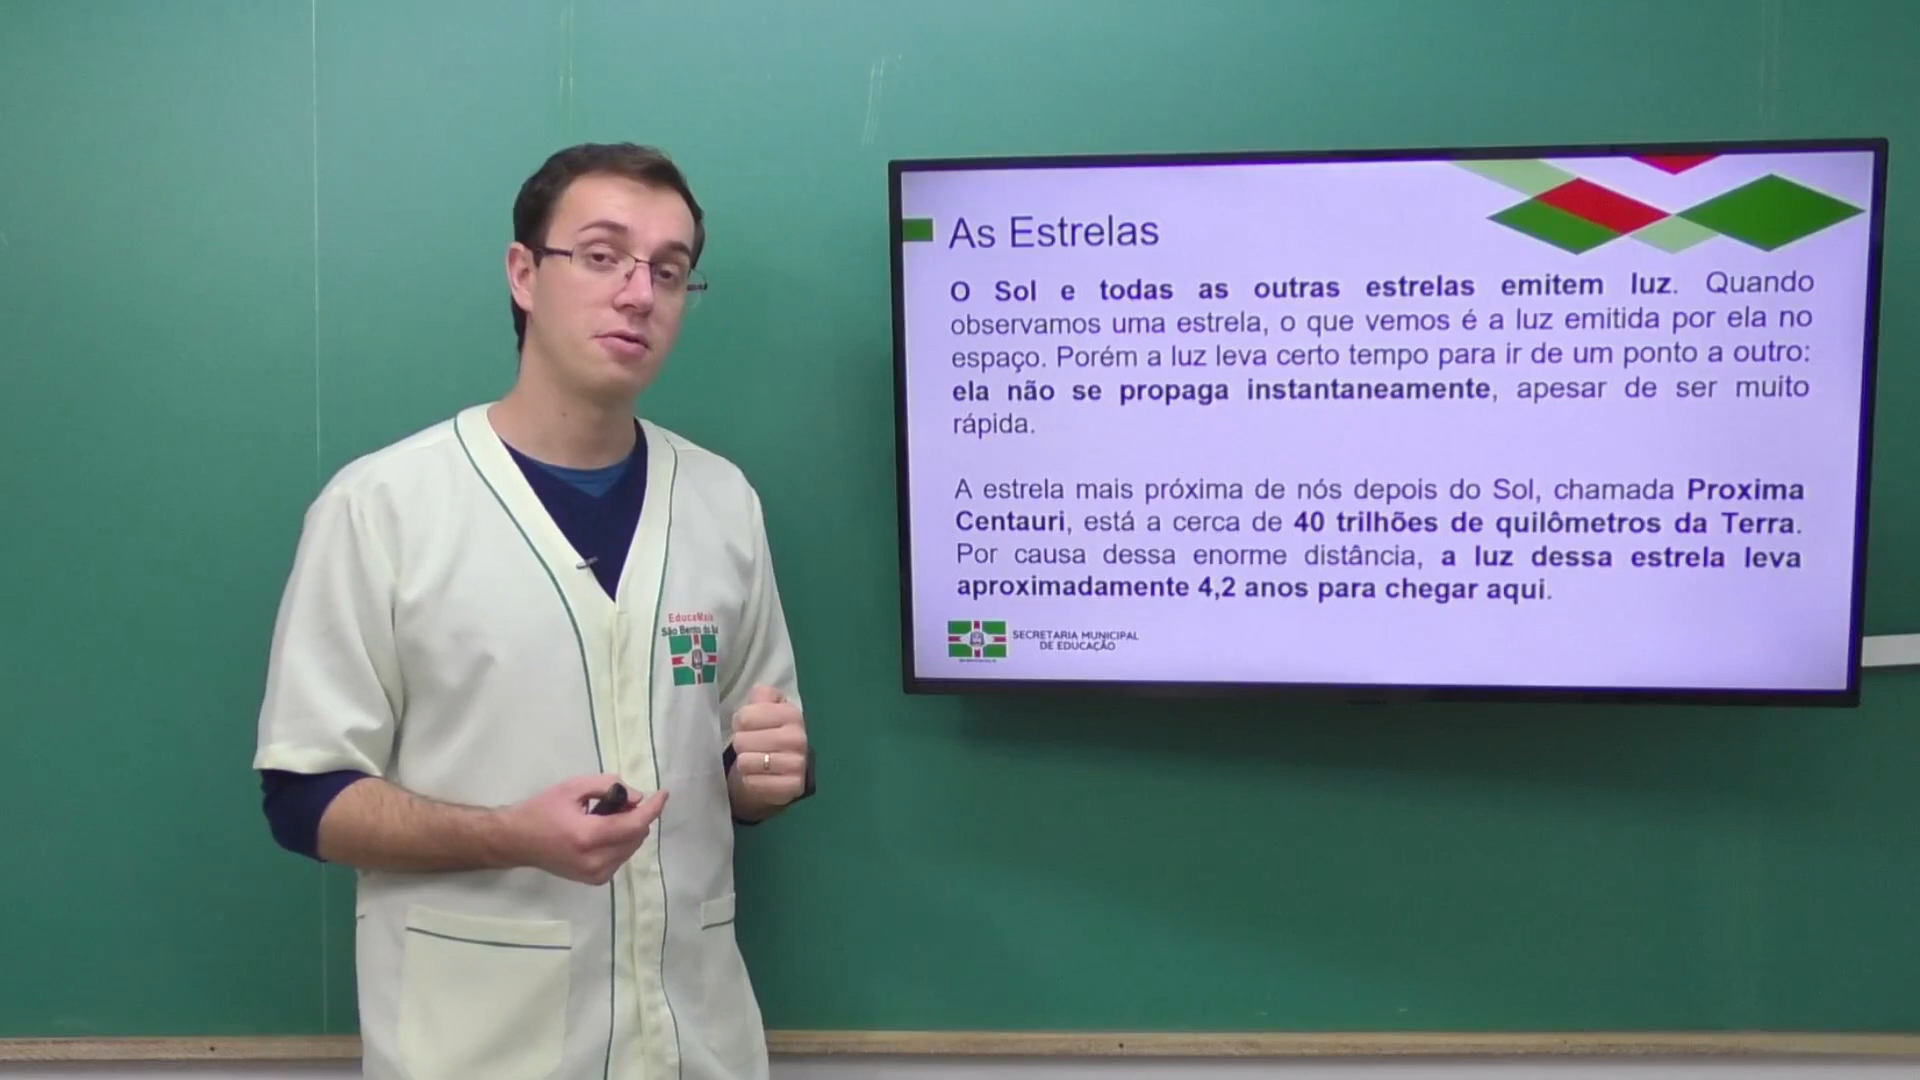 As Estrelas
O Sol e todas as outras estrelas emitem luz. Quando
observamos uma estrela, o que vemos é a luz emitida por ela no
espaço. Porém a luz leva certo tempo para ir de um ponto a outro:
ela não se propaga instantaneamente, apesar de ser muito
rápida.
A estrela mais próxima de nós depois do Sol, chamada Proxima
Centauri, está a cerca de 40 trilhões de quilômetros da Terra.
Por causa dessa enorme distância, a luz dessa estrela leva
aproximadamente 4,2 anos para chegar aqui.
SECRETARIA MUNICIPAL
DE EDUCAÇÃO
EducaMais
São Bento do Sul